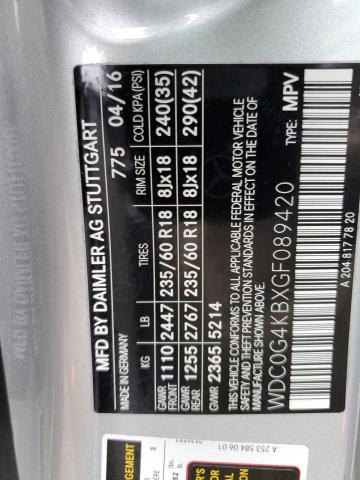 MFD BY DAIMLER AG STUTTGART
MADE IN GERMANY 775 04/16
KG LB TIRES RIM SIZE COLD KPA (PSI)
GAWR FRONT 1110 2447 235/60 R18 8Jx18 240(35)
GAWR REAR 1255 2767 235/60 R18 8Jx18 290(42)
GVWR 2365 5214
THIS VEHICLE CONFORMS TO ALL APPLICABLE FEDERAL MOTOR VEHICLE
SAFETY AND THEFT PREVENTION STANDARDS IN EFFECT ON THE DATE OF
MANUFACTURE SHOWN ABOVE.
WDC0G4KBXGF089420 TYPE: MPV
A 204 817 78 20
A 253 584 06 01